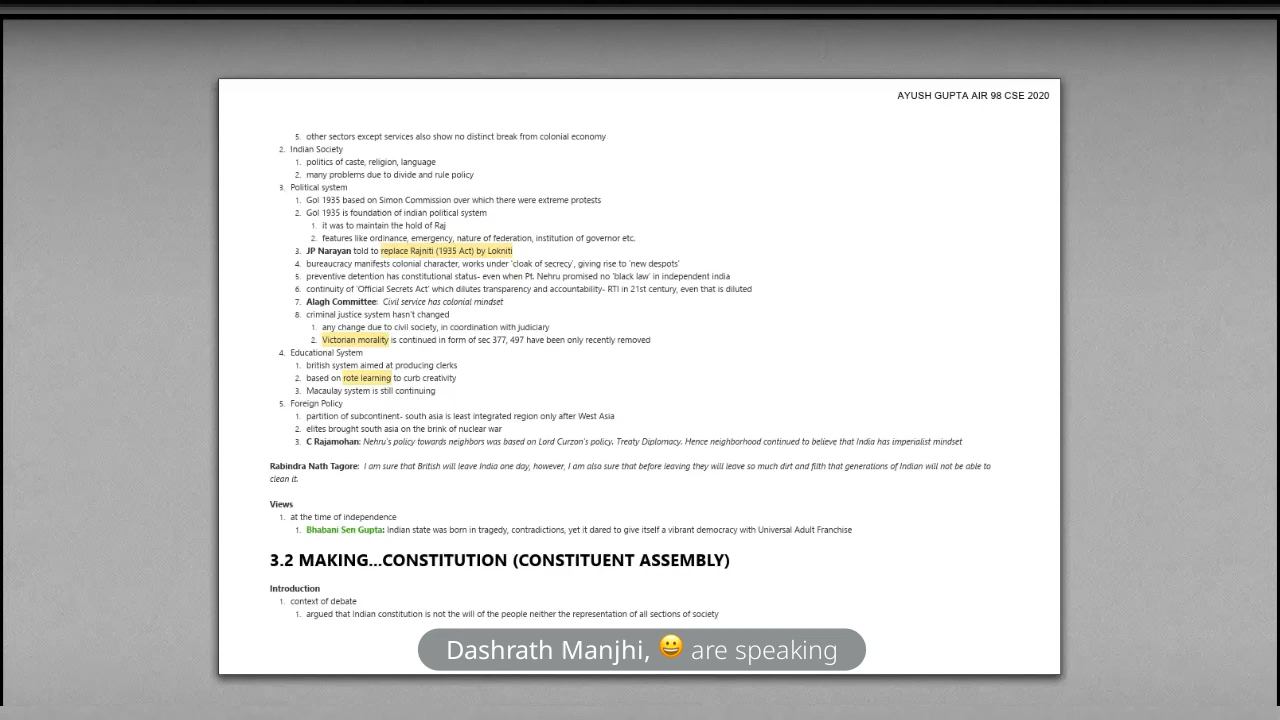 AYUSH GUPTA AIR 98 CSE 2020
5. other sectors except services also show no distinct break from colonial economy
2. Indian Society
1. politics of caste, religion, language
2. many problems due to divide and rule policy
3. Political system
1. GoI 1935 based on Simon Commission over which there were extreme protests
2. GoI 1935 is foundation of indian political system
1. it was to maintain the hold of Raj
2. features like ordinance, emergency, nature of federation, institution of governor etc.
3. JP Narayan told to replace Rajniti (1935 Act) by Lokniti
4. bureaucracy manifests colonial character, works under 'cloak of secrecy', giving rise to 'new despots'
5. preventive detention has constitutional status- even when Pt. Nehru promised no 'black law' in independent india
6. continuity of 'Official Secrets Act' which dilutes transparency and accountability- RTI in 21st century, even that is diluted
7. Alagh Committee: Civil service has colonial mindset
8. criminal justice system hasn't changed
1. any change due to civil society, in coordination with judiciary
2. Victorian morality is continued in form of sec 377, 497 have been only recently removed
4. Educational System
1. british system aimed at producing clerks
2. based on rote learning to curb creativity
3. Macaulay system is still continuing
5. Foreign Policy
1. partition of subcontinent- south asia is least integrated region only after West Asia
2. elites brought south asia on the brink of nuclear war
3. C Rajamohan: Nehru's policy towards neighbors was based on Lord Curzon's policy. Treaty Diplomacy. Hence neighborhood continued to believe that India has imperialist mindset
Rabindra Nath Tagore: I am sure that British will leave India one day, however, I am also sure that before leaving they will leave so much dirt and filth that generations of Indian will not be able to
clean it.
Views
1. at the time of independence
1. Bhabani Sen Gupta: Indian state was born in tragedy, contradictions, yet it dared to give itself a vibrant democracy with Universal Adult Franchise
3.2 MAKING...CONSTITUTION (CONSTITUENT ASSEMBLY)
Introduction
1. context of debate
1. argued that Indian constitution is not the will of the people neither the representation of all sections of society
Dashrath Manjhi, 😀 are speaking